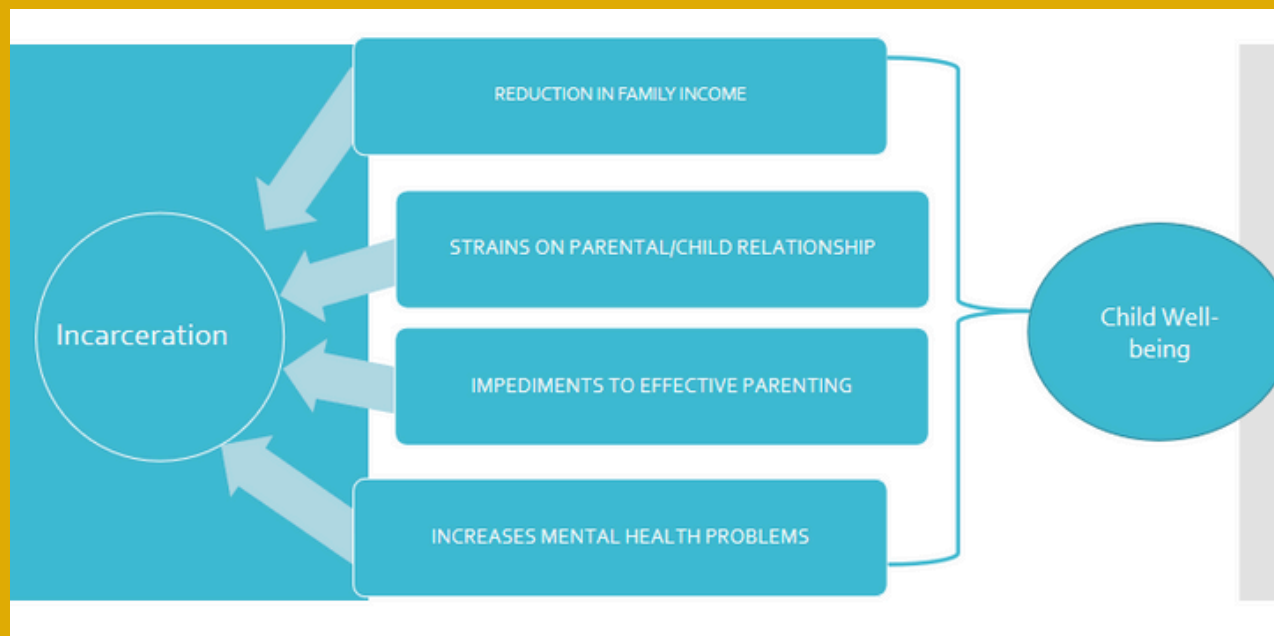 REDUCTION IN FAMILY INCOME
STRAINS ON PARENTAL/CHILD RELATIONSHIP
Incarceration
IMPEDIMENTS TO EFFECTIVE PARENTING
INCREASES MENTAL HEALTH PROBLEMS
Child Well-
being